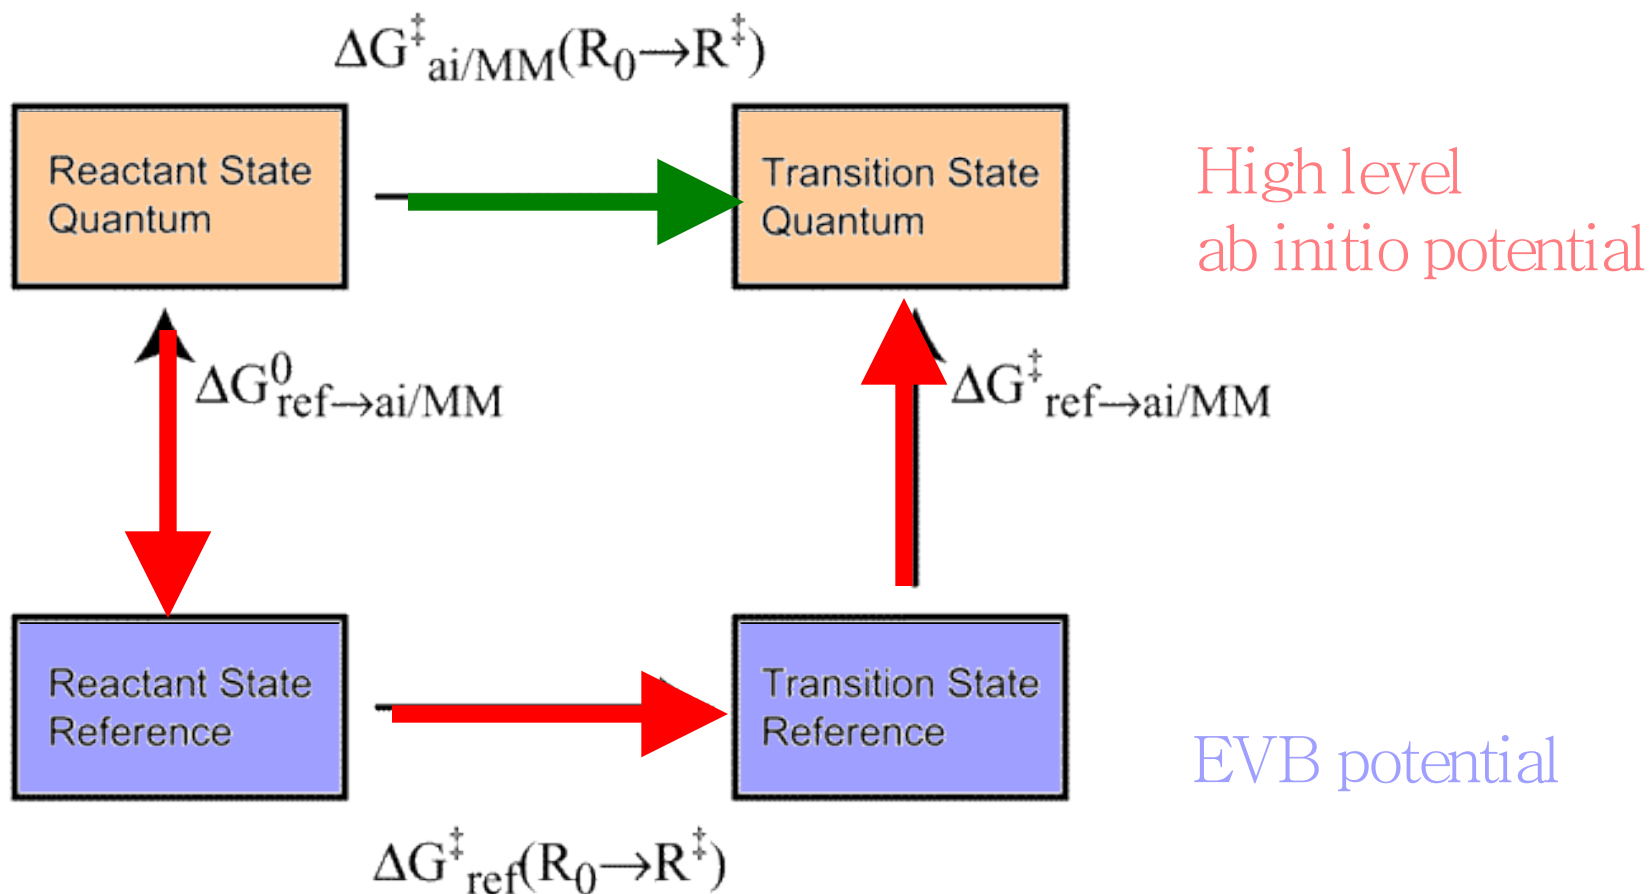 ΔG‡ai/MM(R0→R‡)
Reactant State
Quantum
Transition State
Quantum
High level
ab initio potential
ΔG0ref→ai/MM
ΔG‡ref→ai/MM
Reactant State
Reference
Transition State
Reference
EVB potential
ΔG‡ref(R0→R‡)